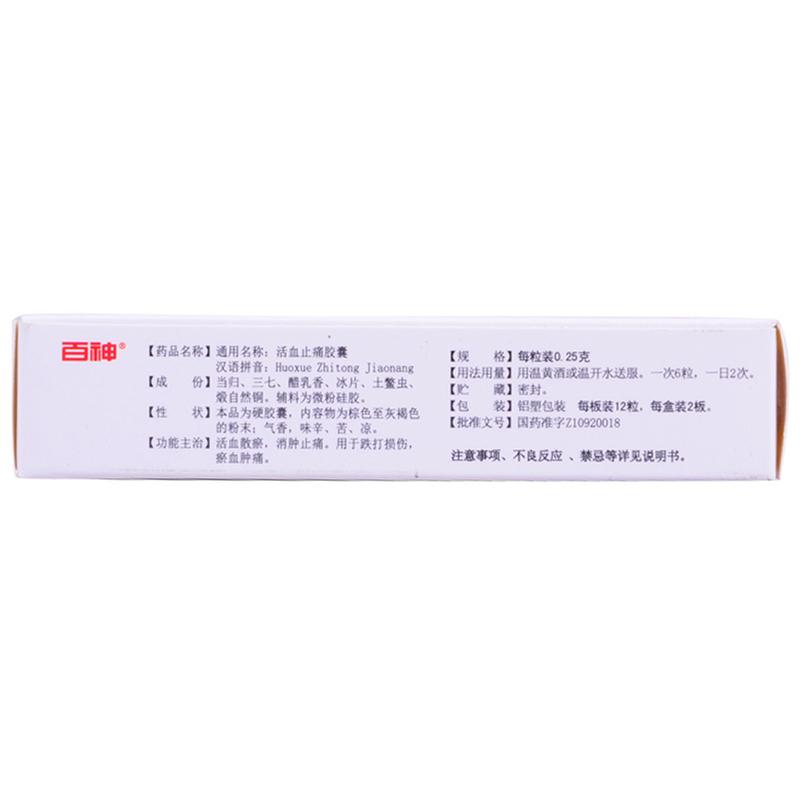 百神®
【药品名称】通用名称：活血止痛胶囊
汉语拼音：Huoxue Zhitong Jiaonang
【成 份】当归、三七、醋乳香、冰片、土鳖虫、
煅自然铜。辅料为微粉硅胶。
【性 状】本品为硬胶囊，内容物为棕色至灰褐色
的粉末；气香，味辛、苦、凉。
【功能主治】活血散瘀，消肿止痛。用于跌打损伤，
瘀血肿痛。
【规 格】每粒装0.25克
【用法用量】用温黄酒或温开水送服。一次6粒，一日2次。
【贮 藏】密封。
【包 装】铝塑包装 每板装12粒，每盒装2板。
【批准文号】国药准字Z10920018
注意事项、不良反应 、禁忌等详见说明书。